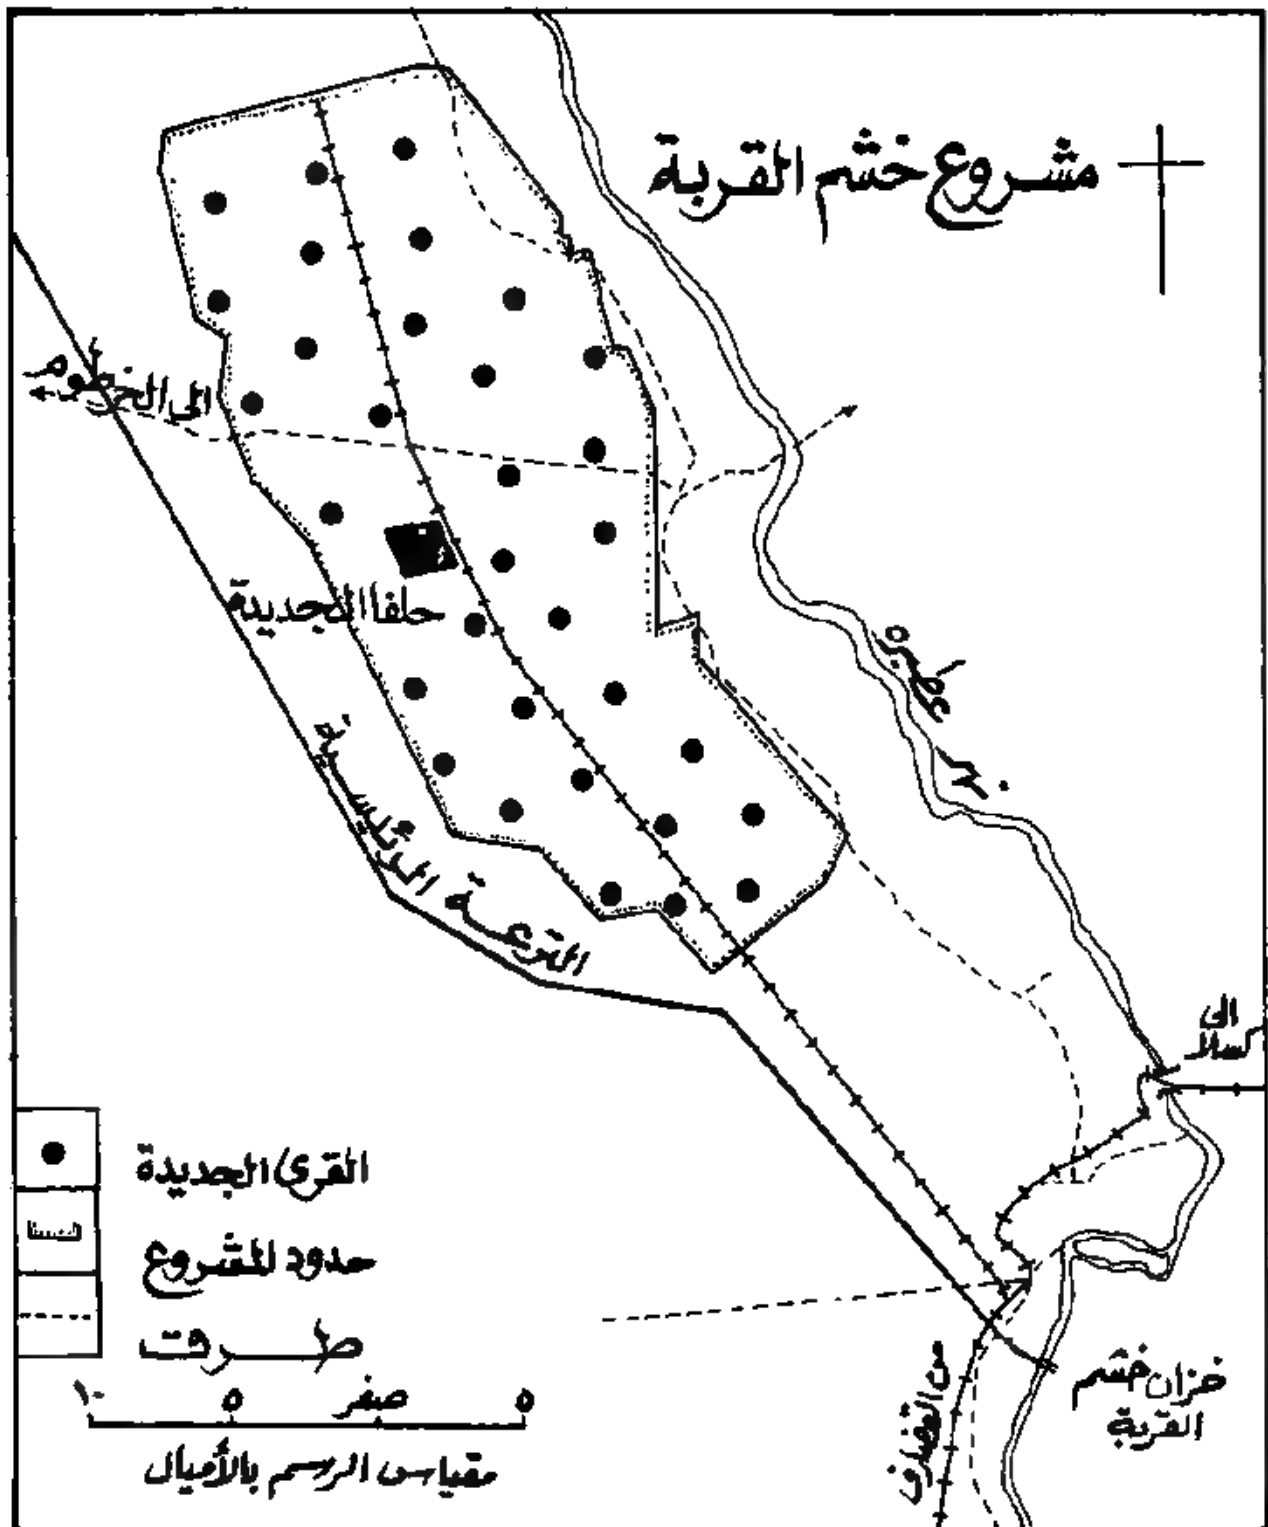 مشروع خشم القربة
الى الخرطوم
حلفا الجديدة
نهر عطبرة
الترعة الرئيسية
الى
كسلا
القرى الجديدة
حدود المشروع
طرق
١٠ ٥ صفر ٥
مقياس الرسم بالأميال
من القضارف
خزان خشم
القربة